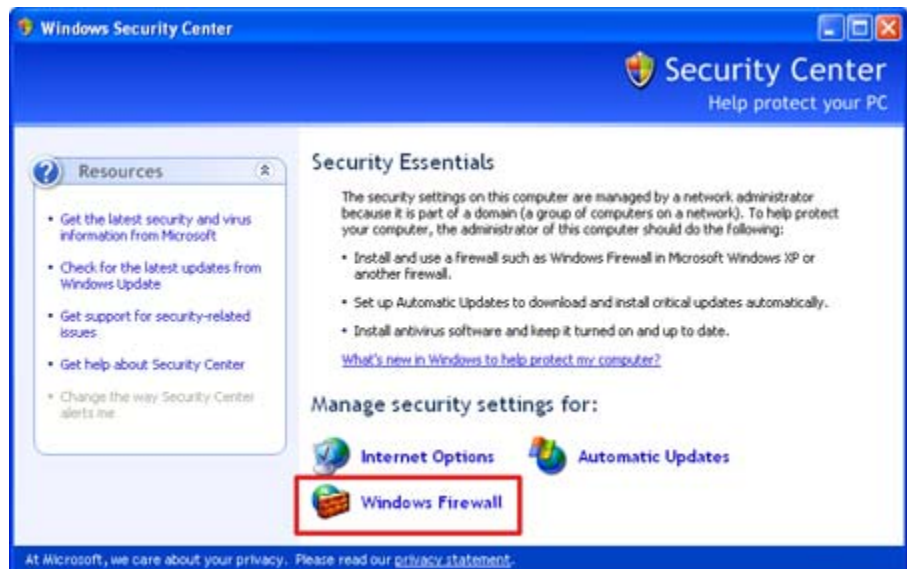 Windows Security Center
Security Center
Help protect your PC
Resources
Get the latest security and virus
information from Microsoft
Check for the latest updates from
Windows Update
Get support for security-related
issues
Get help about Security Center
Change the way Security Center
alerts me
Security Essentials
The security settings on this computer are managed by a network administrator
because it is part of a domain (a group of computers on a network). To help protect
your computer, the administrator of this computer should do the following:
• Install and use a firewall such as Windows Firewall in Microsoft Windows XP or
another firewall.
• Set up Automatic Updates to download and install critical updates automatically.
• Install antivirus software and keep it turned on and up to date.
What's new in Windows to help protect my computer?
Manage security settings for:
Internet Options
Automatic Updates
Windows Firewall
At Microsoft, we care about your privacy. Please read our privacy statement.